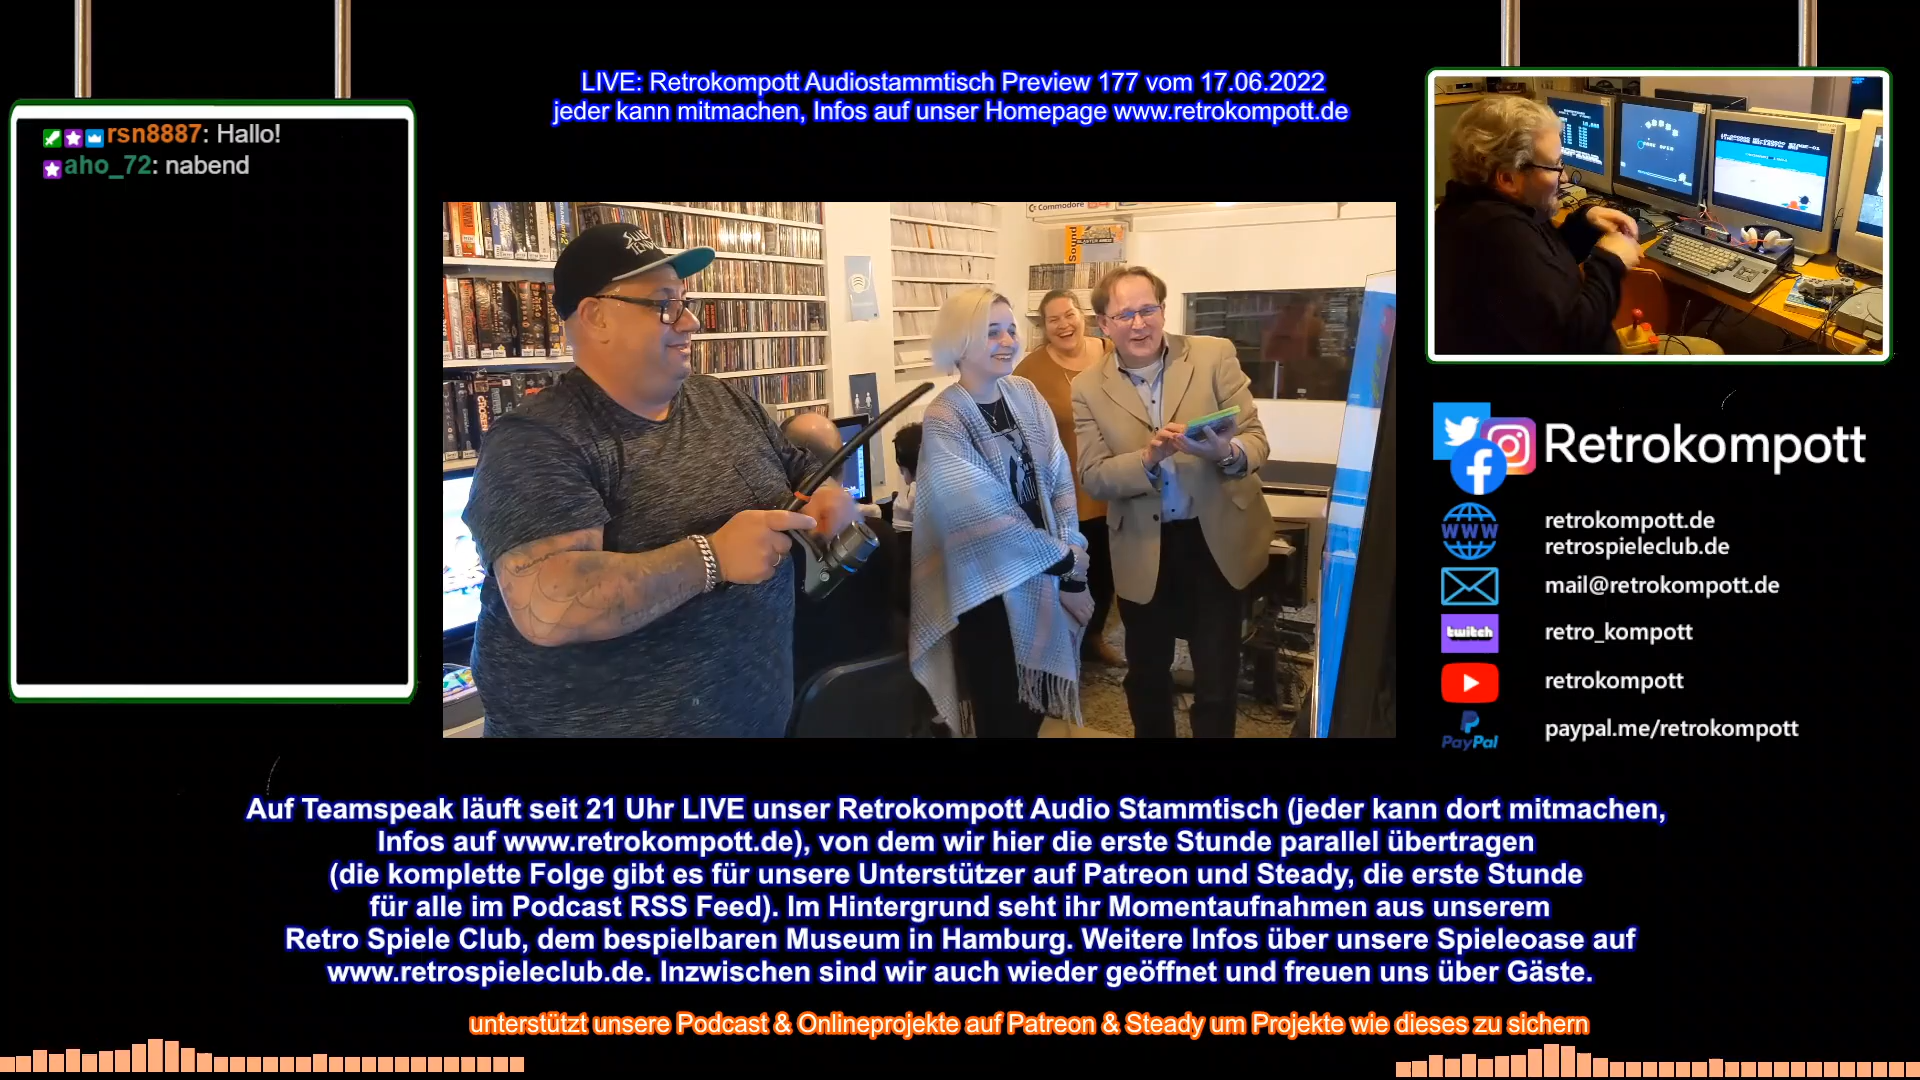 LIVE: Retrokompott Audiostammtisch Preview 177 vom 17.06.2022
jeder kann mitmachen, Infos auf unser Homepage www.retrokompott.de
rsn8887: Hallo!
aho_72: nabend
Commodore
Sound
Retrokompott
WWW
retrokompott.de
retrospieleclub.de
mail@retrokompott.de
twitch
retro_kompott
retrokompott
PayPal
paypal.me/retrokompott
Auf Teamspeak läuft seit 21 Uhr LIVE unser Retrokompott Audio Stammtisch (jeder kann dort mitmachen,
Infos auf www.retrokompott.de), von dem wir hier die erste Stunde parallel übertragen
(die komplette Folge gibt es für unsere Unterstützer auf Patreon und Steady, die erste Stunde
für alle im Podcast RSS Feed). Im Hintergrund seht ihr Momentaufnahmen aus unserem
Retro Spiele Club, dem bespielbaren Museum in Hamburg. Weitere Infos über unsere Spieleoase auf
www.retrospieleclub.de. Inzwischen sind wir auch wieder geöffnet und freuen uns über Gäste.
unterstützt unsere Podcast & Onlineprojekte auf Patreon & Steady um Projekte wie dieses zu sichern